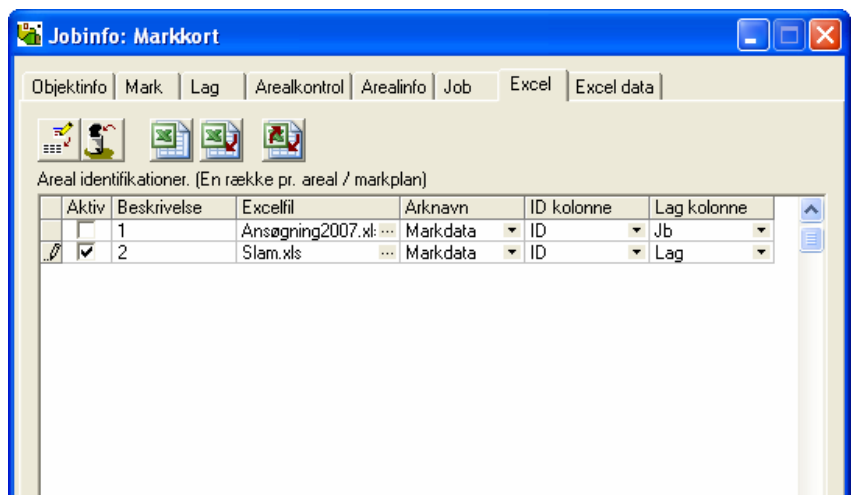 Jobinfo: Markkort
Objektinfo Mark Lag Arealkontrol Arealinfo Job Excel Excel data
Areal identifikationer. (En række pr. areal / markplan)
Aktiv Beskrivelse Excelfil Arknavn ID kolonne Lag kolonne
1 Ansøgning2007.xl: ... Markdata ID Jb
2 Slam.xls ... Markdata ID Lag